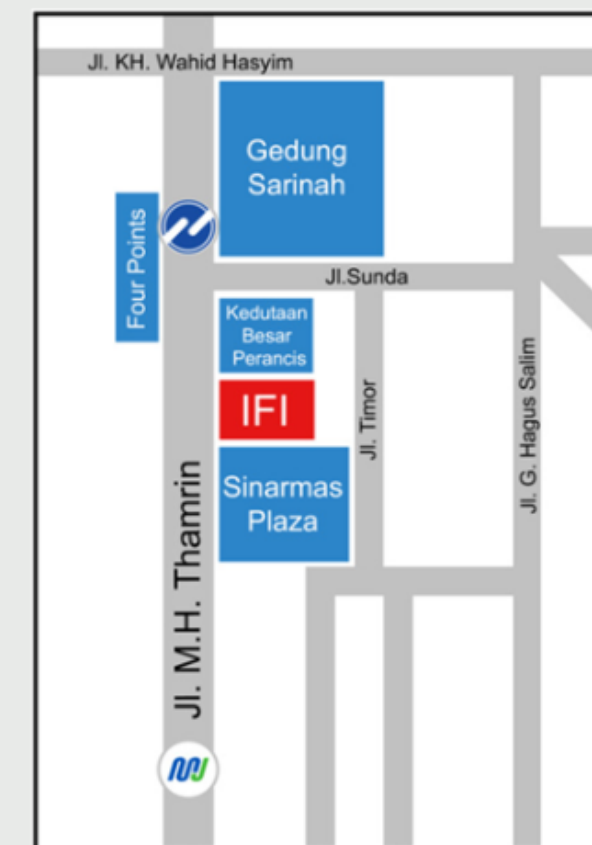 Jl. KH. Wahid Hasyim
Gedung
Sarinah
Four Points
Jl.Sunda
Kedutaan
Besar
Perancis
IFI
Jl. Timor
Jl. G. Hagus Salim
Sinarmas
Plaza
Jl. M.H. Thamrin